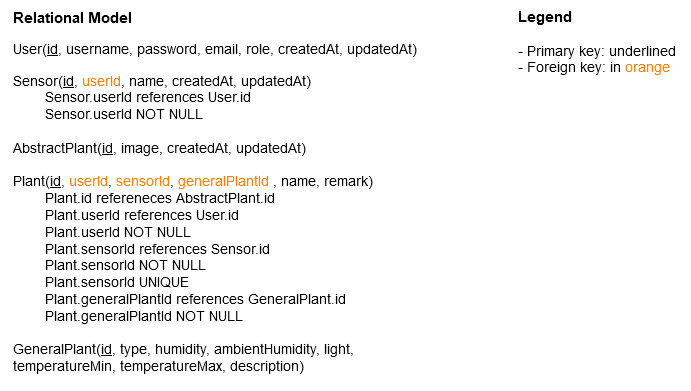 Relational Model
User(id, username, password, email, role, createdAt, updatedAt)
Sensor(id, userId, name, createdAt, updatedAt)
Sensor.userId references User.id
Sensor.userId NOT NULL
AbstractPlant(id, image, createdAt, updatedAt)
Plant(id, userId, sensorId, generalPlantId , name, remark)
Plant.id refereneces AbstractPlant.id
Plant.userId references User.id
Plant.userId NOT NULL
Plant.sensorId references Sensor.id
Plant.sensorId NOT NULL
Plant.sensorId UNIQUE
Plant.generalPlantId references GeneralPlant.id
Plant.generalPlantId NOT NULL
GeneralPlant(id, type, humidity, ambientHumidity, light,
temperatureMin, temperatureMax, description)
Legend
- Primary key: underlined
- Foreign key: in orange